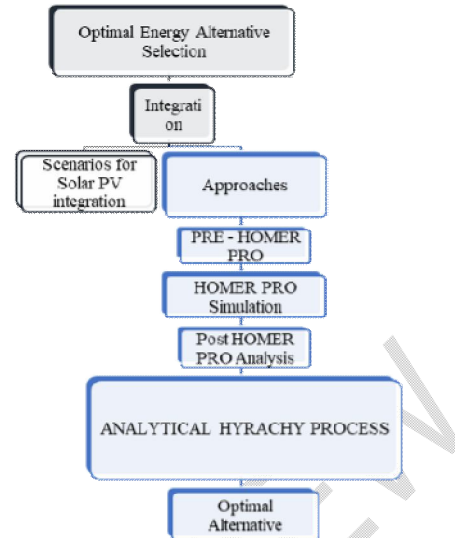 Optimal Energy Alternative
Selection
Integrati
on
Scenarios for
Solar PV
integration
Approaches
PRE - HOMER
PRO
HOMER PRO
Simulation
Post HOMER
PRO Analysis
ANALYTICAL HYRACHY PROCESS
Optimal
Alternative